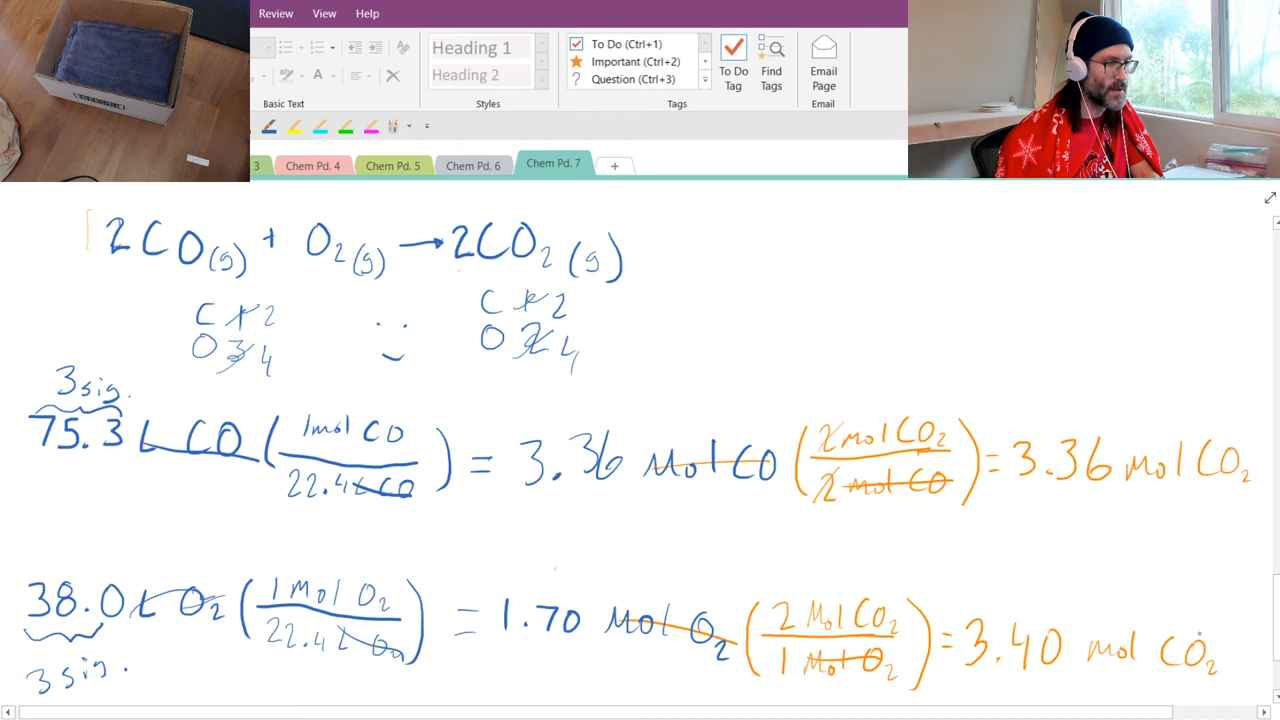 Review View Help
Heading 1
Heading 2
To Do (Ctrl+1)
Important (Ctrl+2)
Question (Ctrl+3)
To Do Tag
Find Tags
Email Page
Basic Text Styles Tags Email
3 Chem Pd. 4 Chem Pd. 5 Chem Pd. 6 Chem Pd. 7 +
2CO(g) + O₂(g) → 2CO₂(g)
C 1 2 C 1 2
O 3 4 O 2 4
3 sig.
75.3 L CO (1 mol CO / 22.4 L CO) = 3.36 mol CO (2 mol CO₂ / 2 mol CO) = 3.36 mol CO₂
38.0 L O₂ (1 mol O₂ / 22.4 L O₂) = 1.70 mol O₂ (2 mol CO₂ / 1 mol O₂) = 3.40 mol CO₂
3 sig.